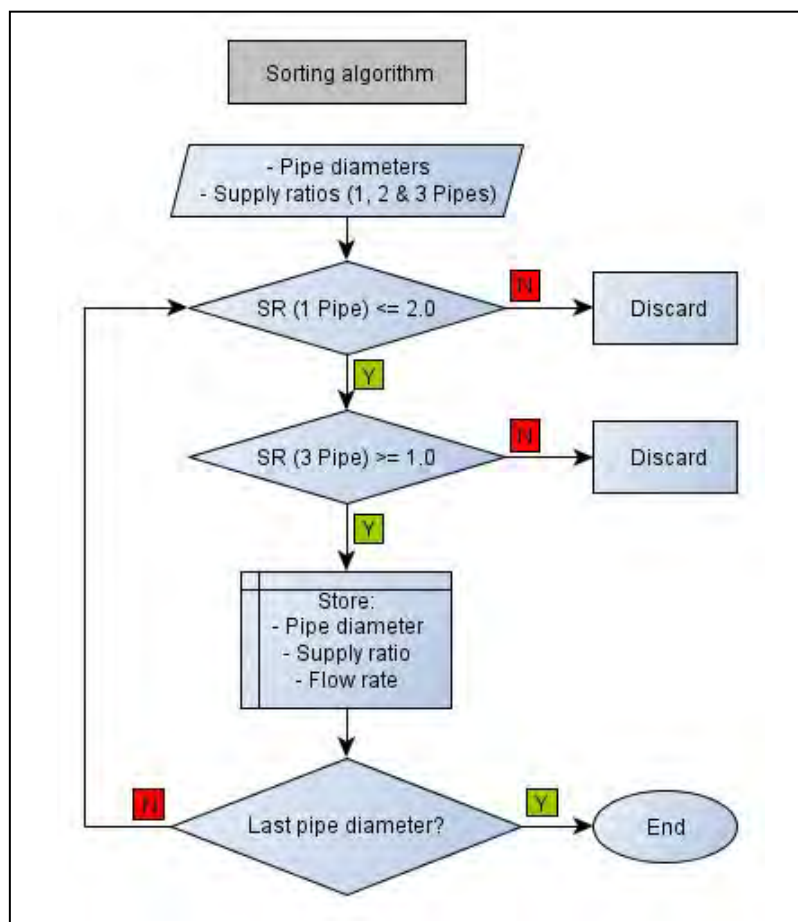 Sorting algorithm
- Pipe diameters
- Supply ratios (1, 2 & 3 Pipes)
SR (1 Pipe) <= 2.0
N
Discard
Y
SR (3 Pipe) >= 1.0
N
Discard
Y
Store:
- Pipe diameter
- Supply ratio
- Flow rate
N
Last pipe diameter?
Y
End